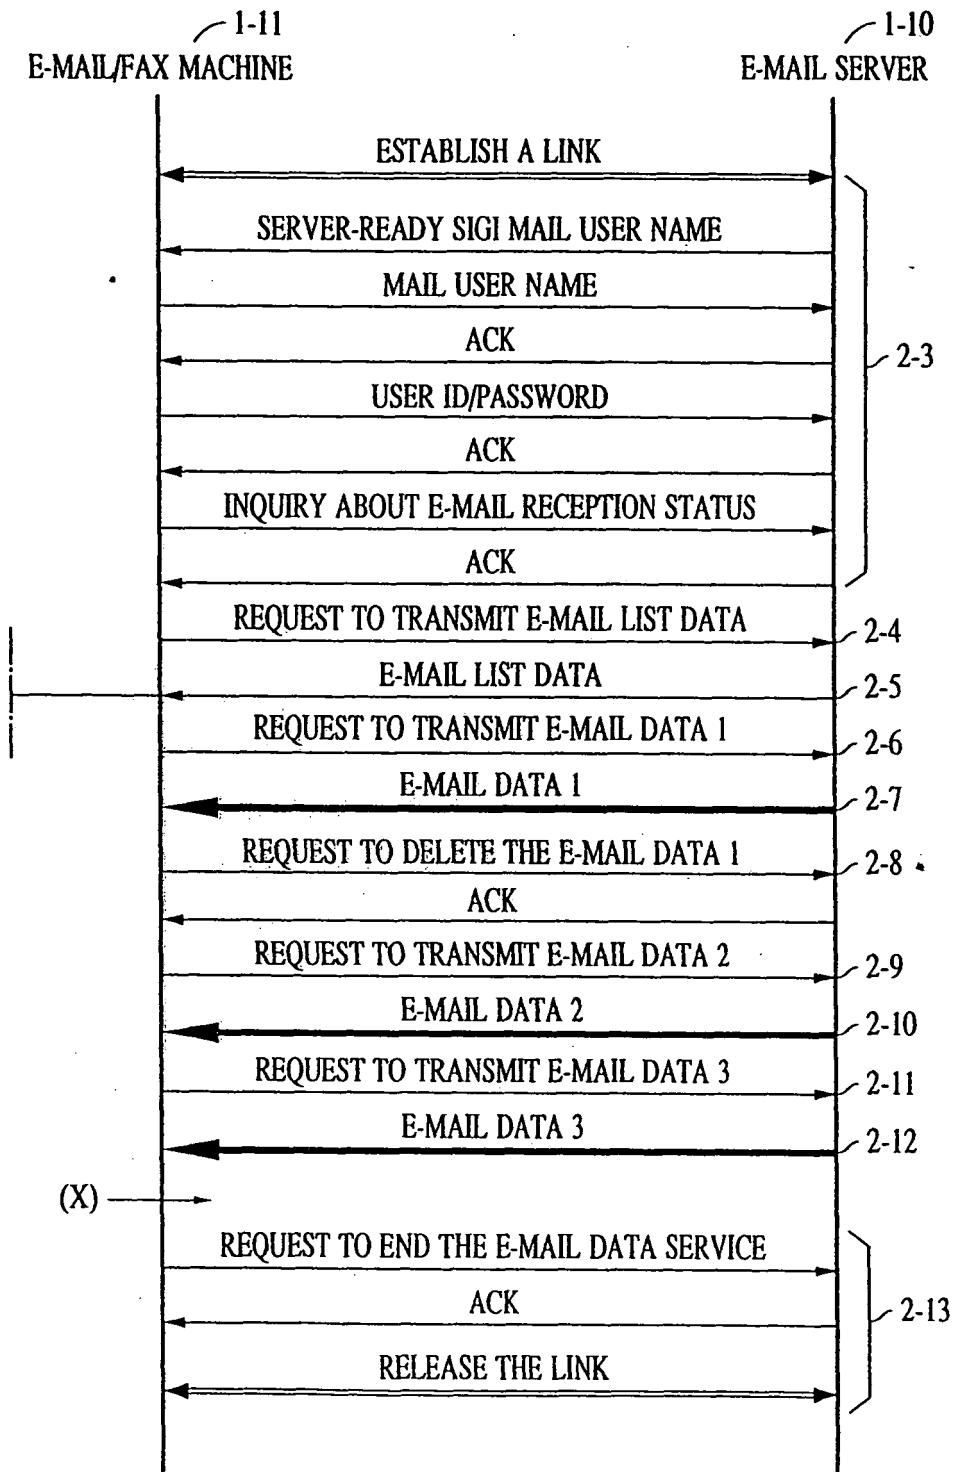 1-11
1-10
E-MAIL/FAX MACHINE
E-MAIL SERVER
ESTABLISH A LINK
SERVER-READY SIGI MAIL USER NAME
MAIL USER NAME
ACK
2-3
USER ID/PASSWORD
ACK
INQUIRY ABOUT E-MAIL RECEPTION STATUS
ACK
REQUEST TO TRANSMIT E-MAIL LIST DATA
2-4
E-MAIL LIST DATA
2-5
REQUEST TO TRANSMIT E-MAIL DATA 1
2-6
E-MAIL DATA 1
2-7
REQUEST TO DELETE THE E-MAIL DATA 1
2-8
ACK
REQUEST TO TRANSMIT E-MAIL DATA 2
2-9
E-MAIL DATA 2
2-10
REQUEST TO TRANSMIT E-MAIL DATA 3
2-11
E-MAIL DATA 3
2-12
(X)
REQUEST TO END THE E-MAIL DATA SERVICE
ACK
2-13
RELEASE THE LINK